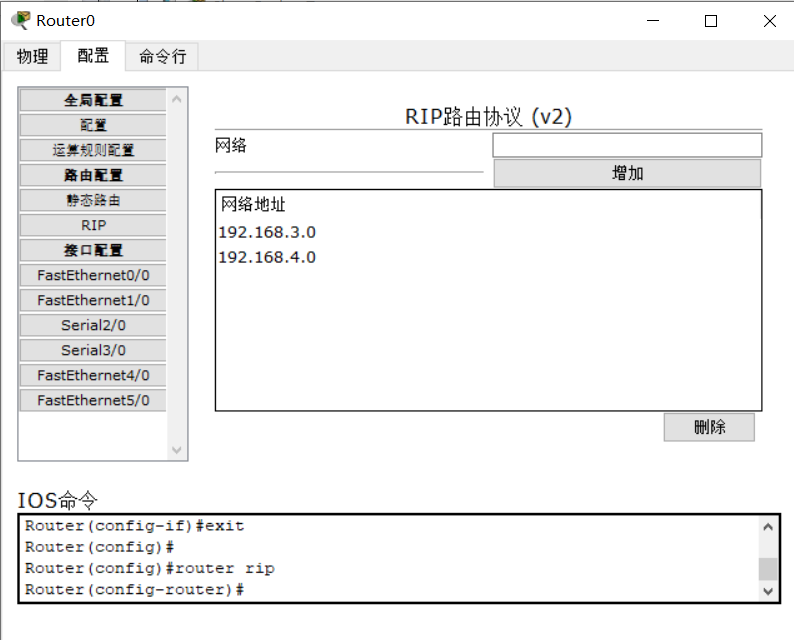 Router0
物理 配置 命令行
全局配置
配置
运算规则配置
路由配置
静态路由
RIP
接口配置
FastEthernet0/0
FastEthernet1/0
Serial2/0
Serial3/0
FastEthernet4/0
FastEthernet5/0
RIP路由协议 (v2)
网络
增加
网络地址
192.168.3.0
192.168.4.0
删除
IOS命令
Router(config-if)#exit
Router(config)#
Router(config)#router rip
Router(config-router)#